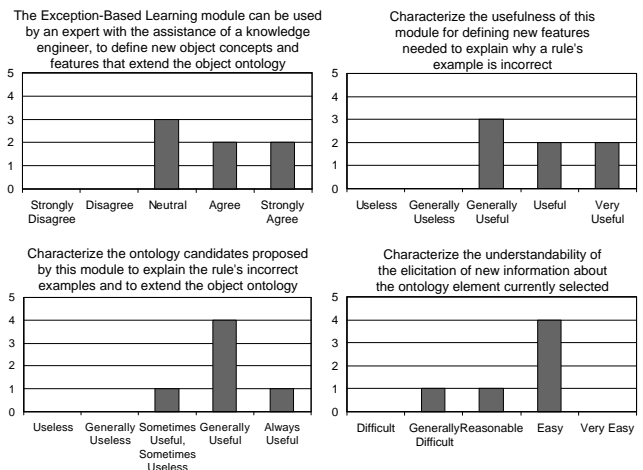 The Exception-Based Learning module can be used
by an expert with the assistance of a knowledge
engineer, to define new object concepts and
features that extend the object ontology
5
4
3
2
1
0
Strongly Disagree Neutral Agree Strongly
Disagree Agree
Characterize the usefulness of this
module for defining new features
needed to explain why a rule's
example is incorrect
5
4
3
2
1
0
Useless Generally Generally Useful Very
Useless Useful Useful
Characterize the ontology candidates proposed
by this module to explain the rule's incorrect
examples and to extend the object ontology
5
4
3
2
1
0
Useless Generally Sometimes Generally Always
Useless Useful, Useful Useful
Sometimes
Useless
Characterize the understandability of
the elicitation of new information about
the ontology element currently selected
5
4
3
2
1
0
Difficult Generally Reasonable Easy Very Easy
Difficult